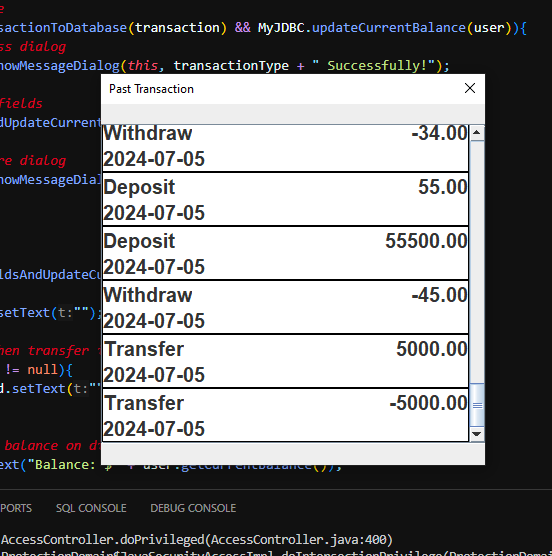 sactionToDatabase(transaction) && MyJDBC.updateCurrentBalance(user)){
ss dialog
howMessageDialog(this, transactionType + " Successfully!");
Past Transaction
fields
dUpdateCurrent
Withdraw -34.00
2024-07-05
re dialog
howMessageDial
Deposit 55.00
2024-07-05
Deposit 55500.00
2024-07-05
ldsAndUpdateCu
Withdraw -45.00
2024-07-05
setText(t:"");
hen transfer
Transfer 5000.00
2024-07-05
!= null){
d.setText(t:""
Transfer -5000.00
2024-07-05
balance on d
ext("Balance: $" + user.getCurrentBalance());
PORTS SQL CONSOLE DEBUG CONSOLE
AccessController.doPrivileged(AccessController.java:400)
ProtectionDomain$JavaSecurityAccessImpl.doIntersectionPrivilege(ProtectionDomai